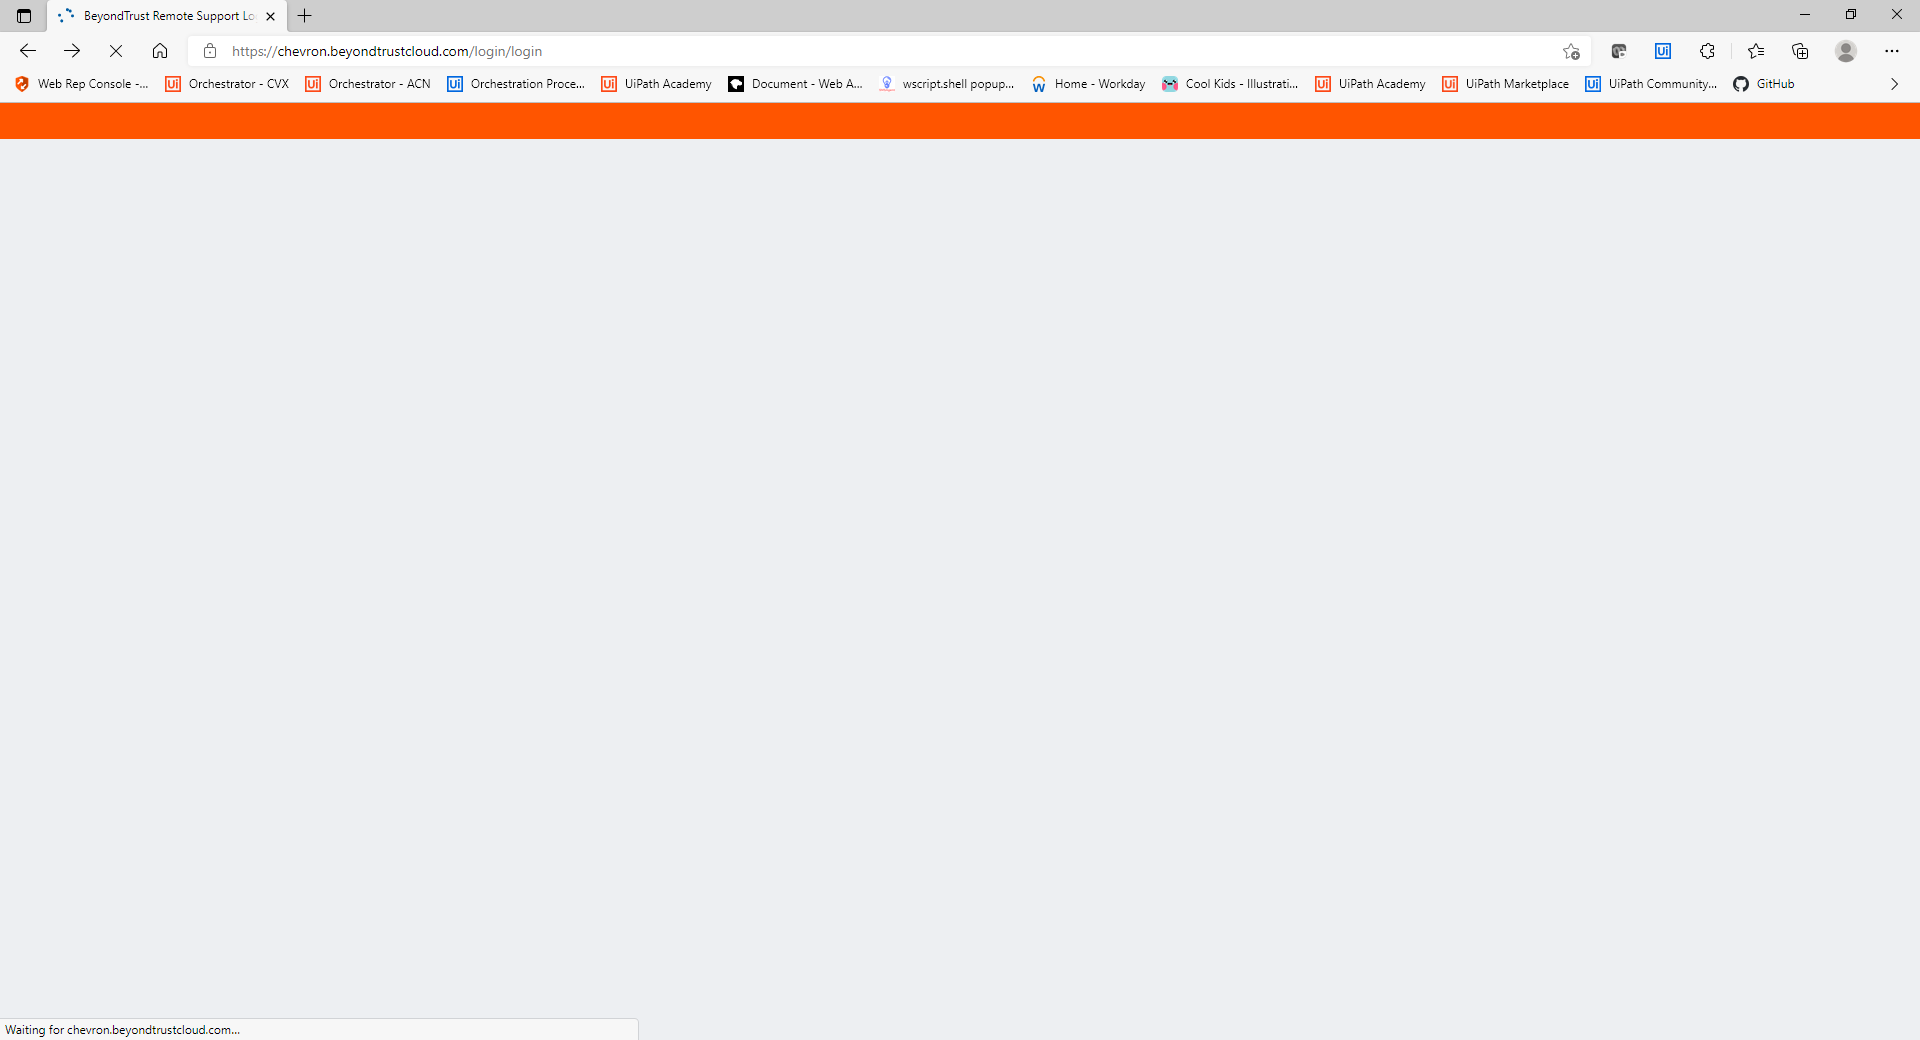 BeyondTrust Remote Support Lo
https://chevron.beyondtrustcloud.com/login/login
Web Rep Console -... Orchestrator - CVX Orchestrator - ACN Orchestration Proce... UiPath Academy Document - Web A... wscript.shell popup... Home - Workday Cool Kids - Illustrati... UiPath Academy UiPath Marketplace UiPath Community... GitHub
Waiting for chevron.beyondtrustcloud.com...